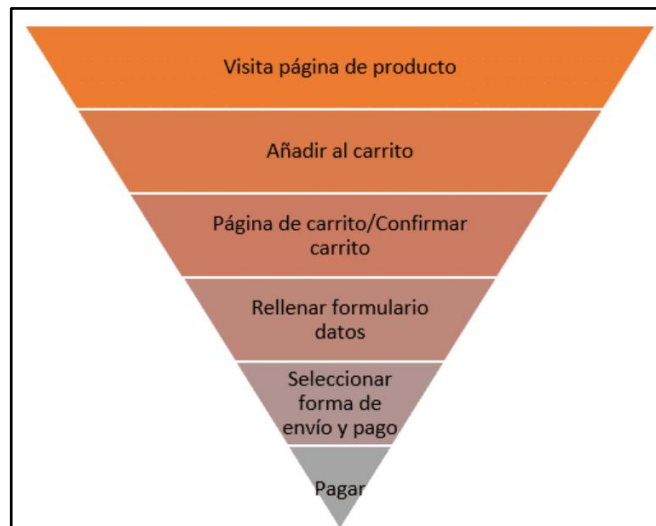 Visita página de producto
Añadir al carrito
Página de carrito/Confirmar
carrito
Rellenar formulario
datos
Seleccionar
forma de
envío y pago
Pagar